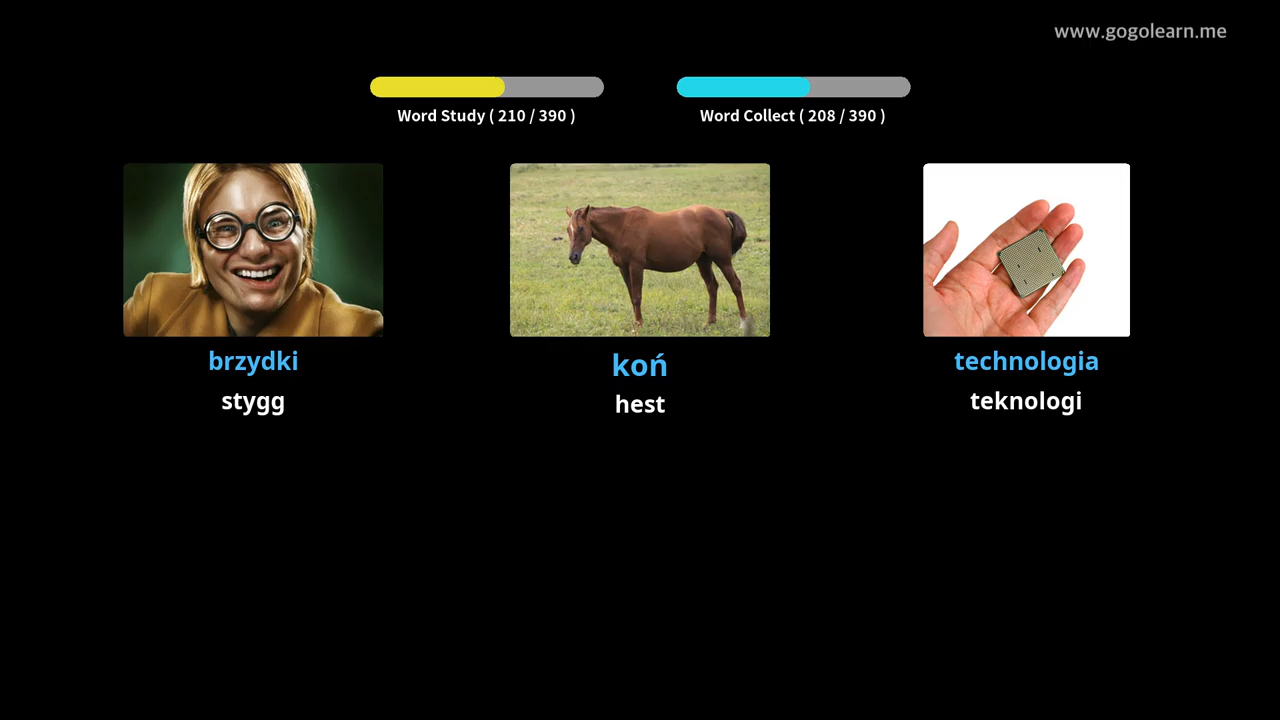 www.gogolearn.me
Word Study ( 210 / 390 )
Word Collect ( 208 / 390 )
brzydki
stygg
koń
hest
technologia
teknologi